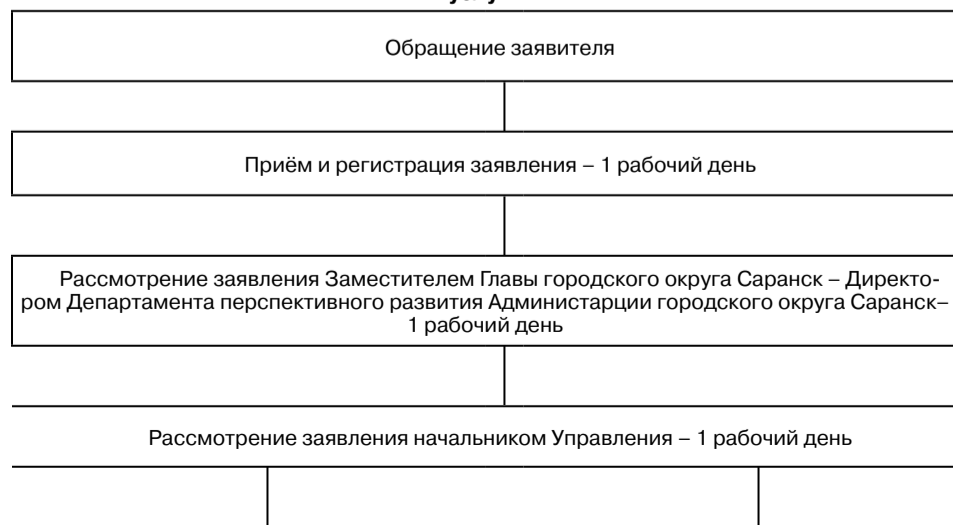 Обращение заявителя
Приём и регистрация заявления – 1 рабочий день
Рассмотрение заявления Заместителем Главы городского округа Саранск – Директо-
ром Департамента перспективного развития Администарции городского округа Саранск–
1 рабочий день
Рассмотрение заявления начальником Управления – 1 рабочий день